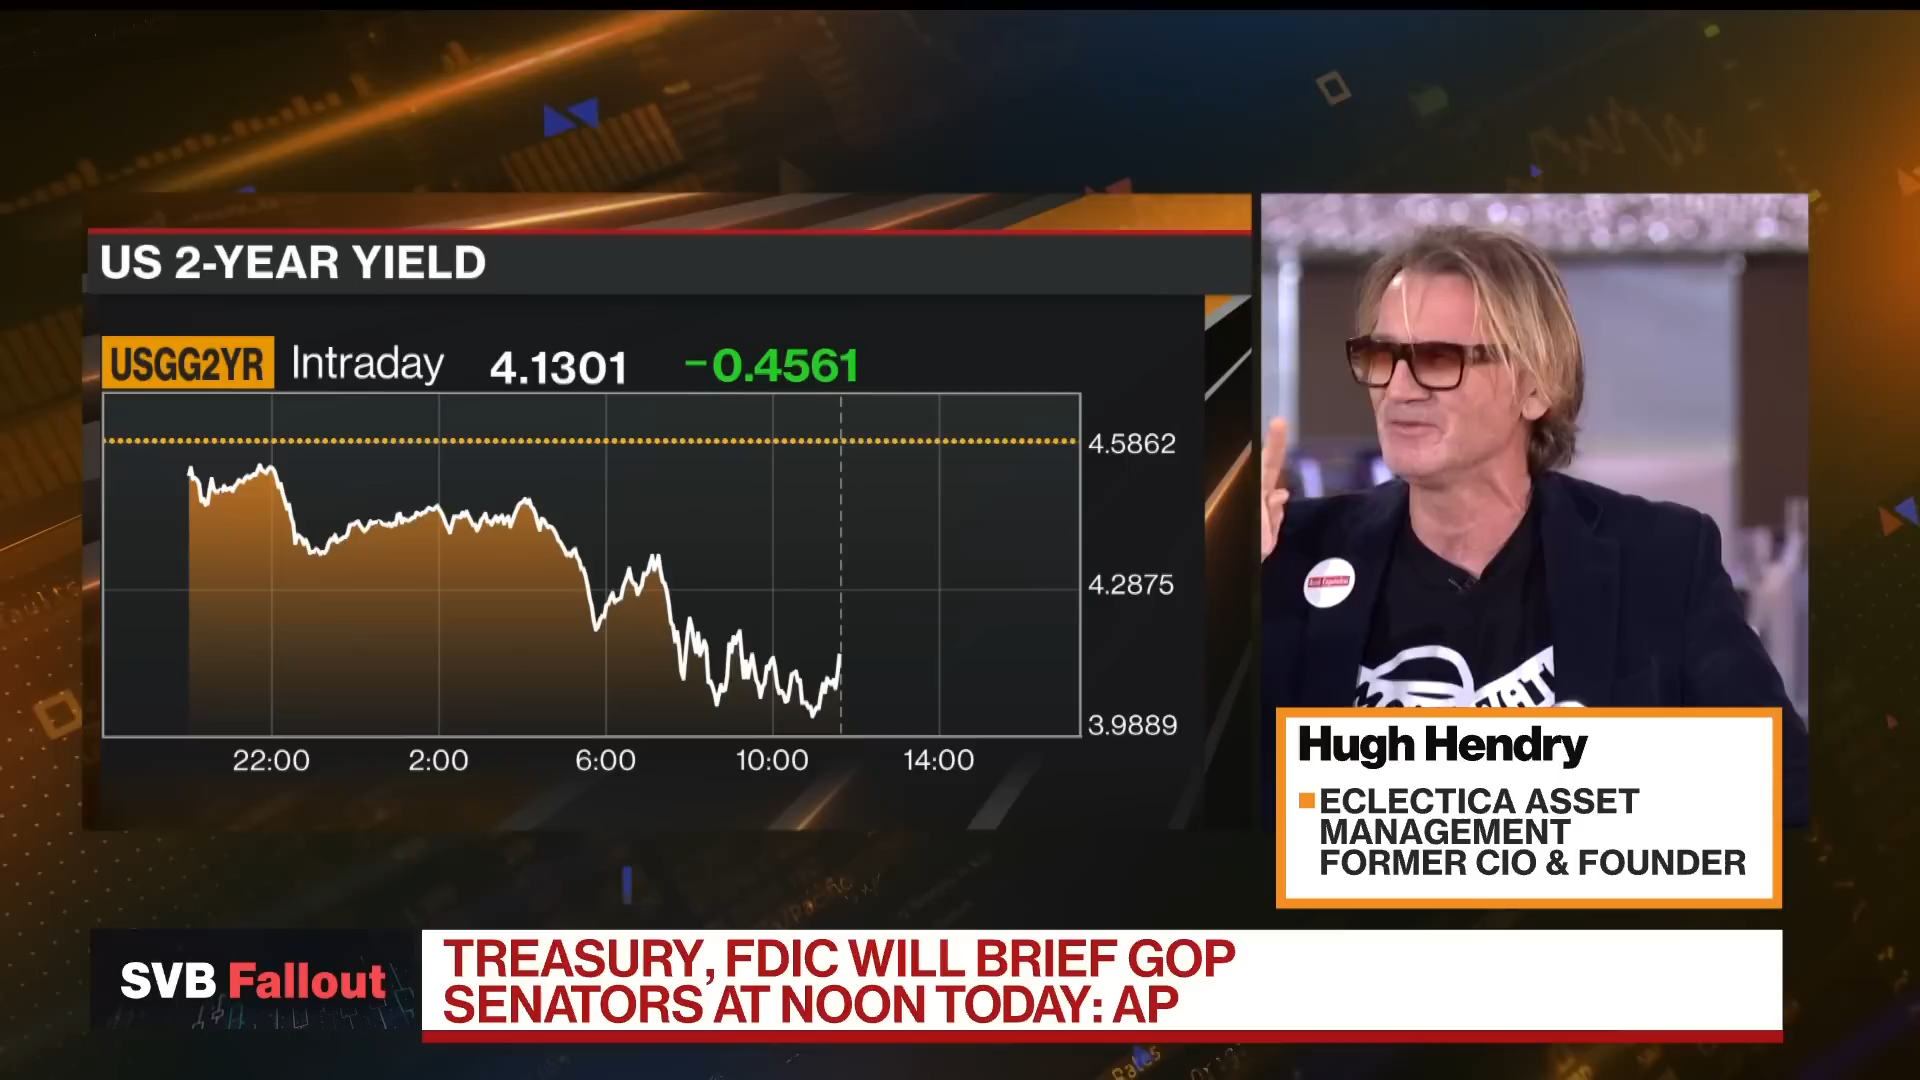 US 2-YEAR YIELD
USGG2YR Intraday 4.1301 -0.4561
4.5862
4.2875
3.9889
22:00 2:00 6:00 10:00 14:00
Hugh Hendry
ECLECTICA ASSET
MANAGEMENT
FORMER CIO & FOUNDER
SVB Fallout
TREASURY, FDIC WILL BRIEF GOP
SENATORS AT NOON TODAY: AP
Rates